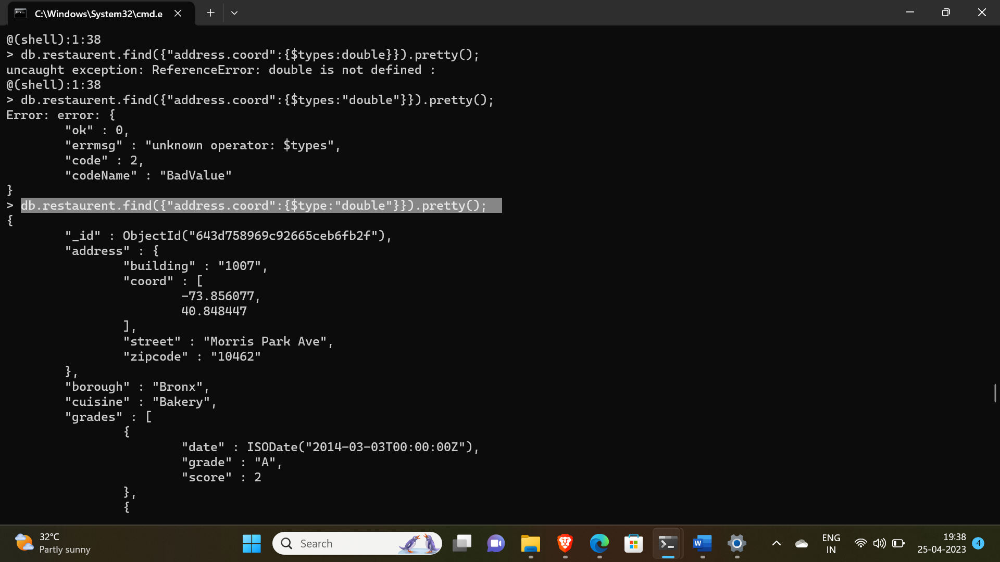 C:\Windows\System32\cmd.e
@(shell):1:38
> db.restaurent.find({"address.coord":{$types:double}}).pretty();
uncaught exception: ReferenceError: double is not defined :
@(shell):1:38
> db.restaurent.find({"address.coord":{$types:"double"}}).pretty();
Error: error: {
"ok" : 0,
"errmsg" : "unknown operator: $types",
"code" : 2,
"codeName" : "BadValue"
}
> db.restaurent.find({"address.coord":{$type:"double"}}).pretty();
{
"_id" : ObjectId("643d758969c92665ceb6fb2f"),
"address" : {
"building" : "1007",
"coord" : [
-73.856077,
40.848447
],
"street" : "Morris Park Ave",
"zipcode" : "10462"
},
"borough" : "Bronx",
"cuisine" : "Bakery",
"grades" : [
{
"date" : ISODate("2014-03-03T00:00:00Z"),
"grade" : "A",
"score" : 2
},
{
32°C
Partly sunny
Search
W
ENG
IN
19:38
25-04-2023
4